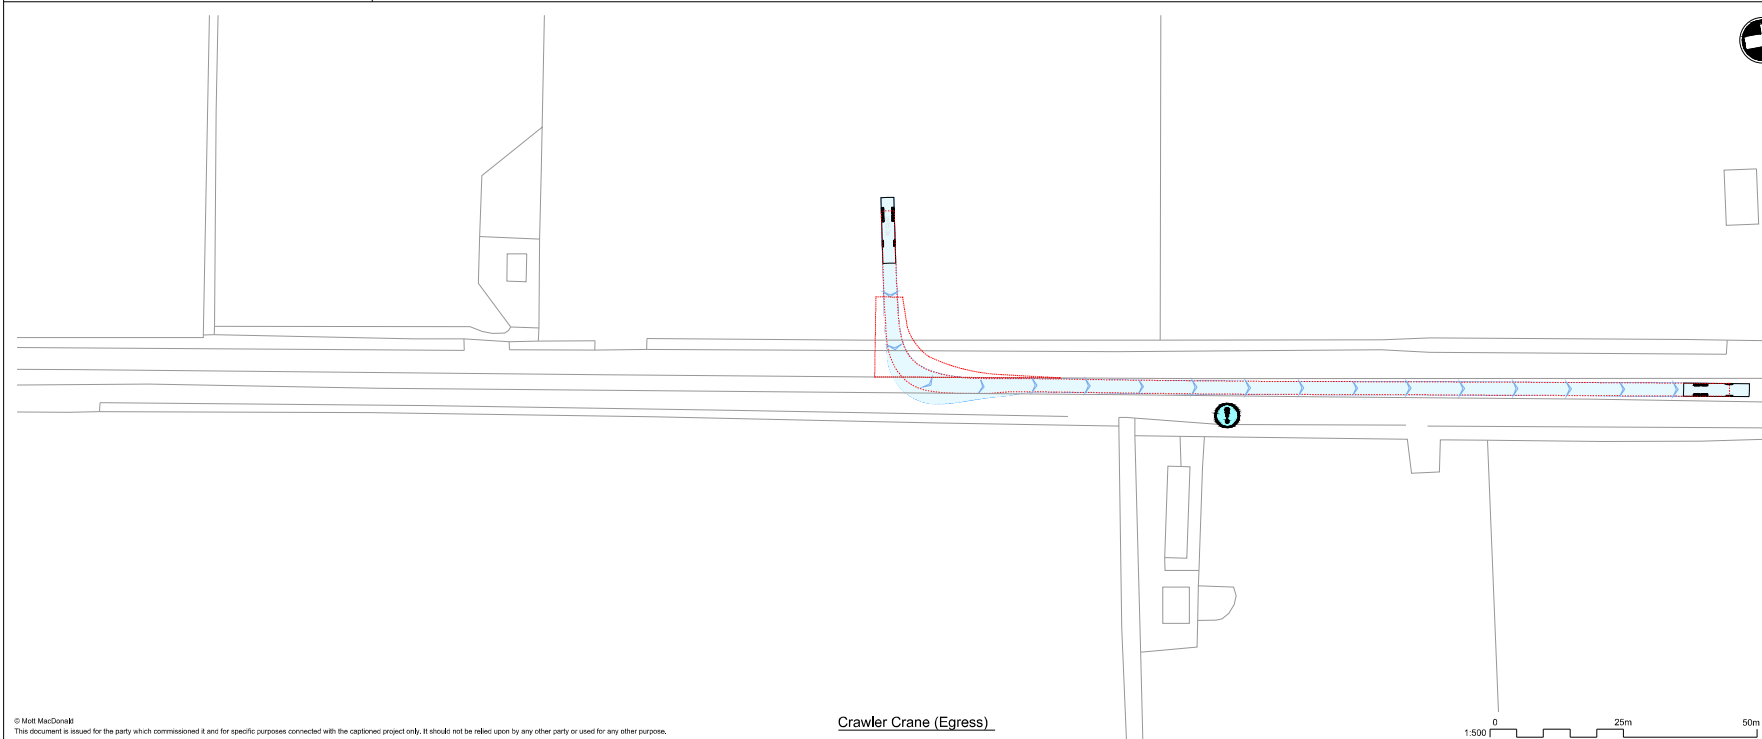 © Mott MacDonald
This document is issued for the party which commissioned it and for specific purposes connected with the captioned project only. It should not be relied upon by any other party or used for any other purpose.
Crawler Crane (Egress)
0 25m 50m
1:500